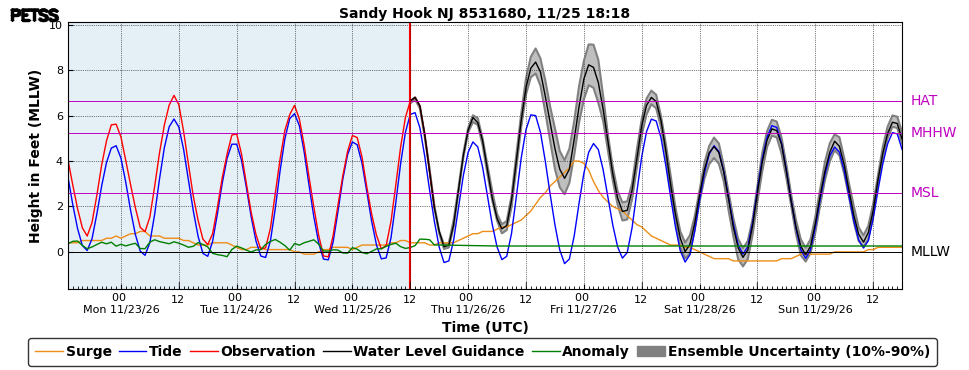 PETSS
Sandy Hook NJ 8531680, 11/25 18:18
Height in Feet (MLLW)
10
8
6
4
2
0
HAT
MHHW
MSL
MLLW
00 12 00 12 00 12 00 12 00 12 00 12 00 12
Mon 11/23/26 Tue 11/24/26 Wed 11/25/26 Thu 11/26/26 Fri 11/27/26 Sat 11/28/26 Sun 11/29/26
Time (UTC)
Surge Tide Observation Water Level Guidance Anomaly Ensemble Uncertainty (10%-90%)